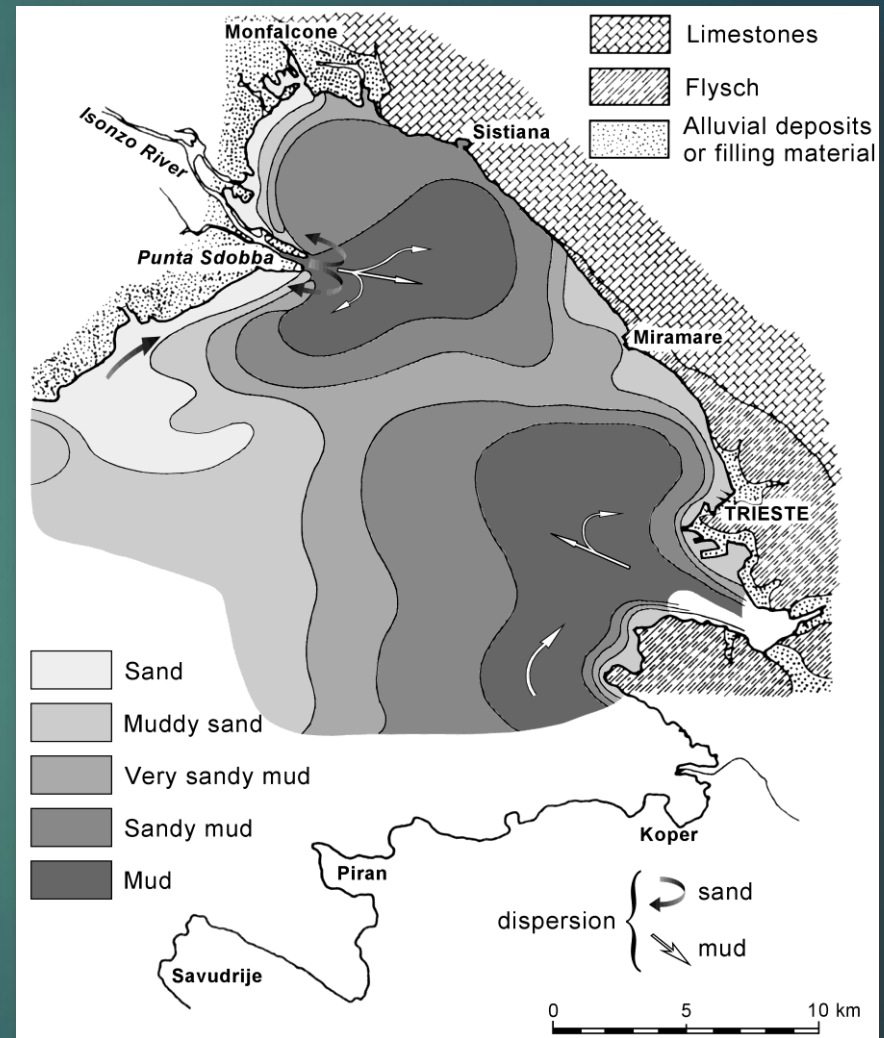 Monfalcone
Limestones
Flysch
Alluvial deposits
or filling material
Isonzo River
Sistiana
Punta Sdobba
Miramare
TRIESTE
Sand
Muddy sand
Very sandy mud
Sandy mud
Mud
Koper
Piran
Savudrije
dispersion
sand
mud
0 5 10 km